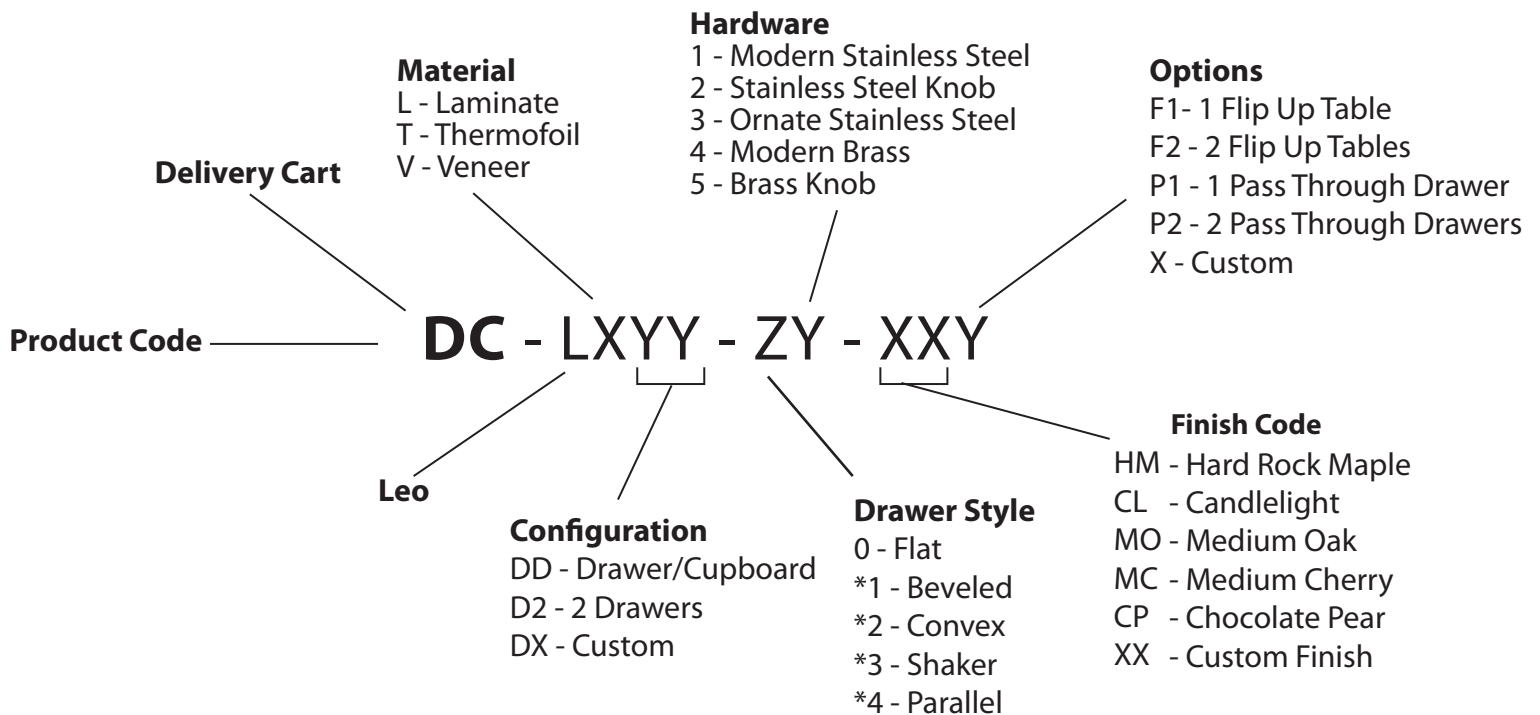 Hardware
1 - Modern Stainless Steel
2 - Stainless Steel Knob
3 - Ornate Stainless Steel
4 - Modern Brass
5 - Brass Knob
Material
L - Laminate
T - Thermofoil
V - Veneer
Options
F1- 1 Flip Up Table
F2 - 2 Flip Up Tables
P1 - 1 Pass Through Drawer
P2 - 2 Pass Through Drawers
X - Custom
Delivery Cart
Product Code
DC - LXYY - ZY - XXY
Leo
Configuration
DD - Drawer/Cupboard
D2 - 2 Drawers
DX - Custom
Drawer Style
0 - Flat
*1 - Beveled
*2 - Convex
*3 - Shaker
*4 - Parallel
Finish Code
HM - Hard Rock Maple
CL - Candlelight
MO - Medium Oak
MC - Medium Cherry
CP - Chocolate Pear
XX - Custom Finish